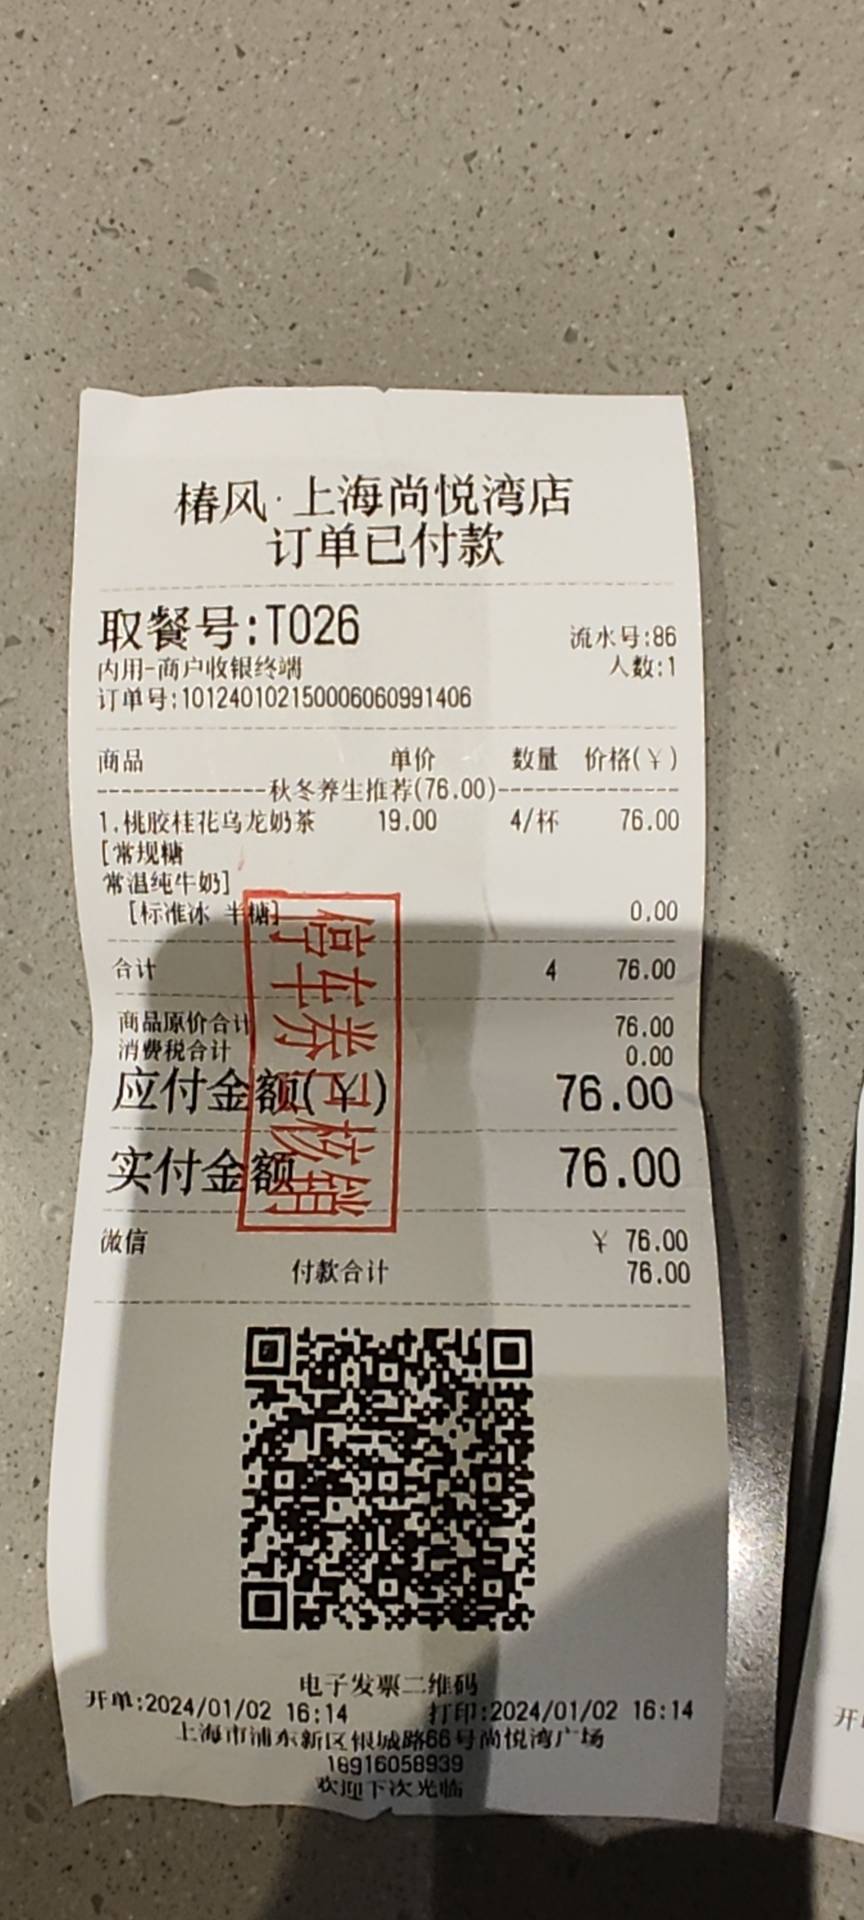 椿风·上海尚悦湾店
订单已付款
取餐号:T026
流水号:86
内用-商户收银终端
人数:1
订单号:101240102150006060991406
商品 单价 数量 价格(￥)
-------------秋冬养生推荐(76.00)-------------
1.桃胶桂花乌龙奶茶 19.00 4/杯 76.00
[常规糖
常温纯牛奶]
[标准冰 半糖] 0.00
合计 4 76.00
商品原价合计 76.00
消费税合计 0.00
应付金额(￥) 76.00
实付金额 76.00
停车券已核销
微信 ￥ 76.00
付款合计 76.00
电子发票二维码
开单:2024/01/02 16:14 打印:2024/01/02 16:14
上海市浦东新区银城路66号尚悦湾广场
18916058939
欢迎下次光临
开